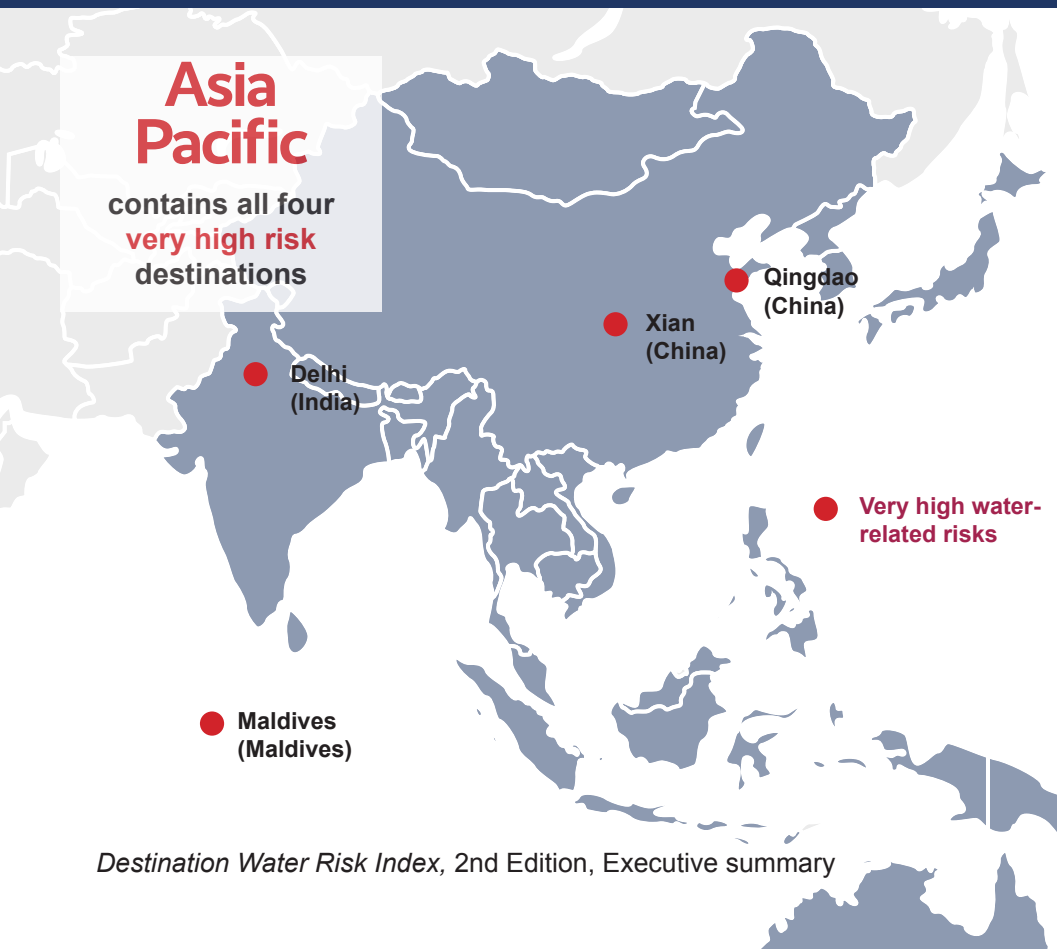 Asia
Pacific
contains all four
very high risk
destinations
Qingdao
(China)
Xian
(China)
Delhi
(India)
Very high water-
related risks
Maldives
(Maldives)
Destination Water Risk Index, 2nd Edition, Executive summary